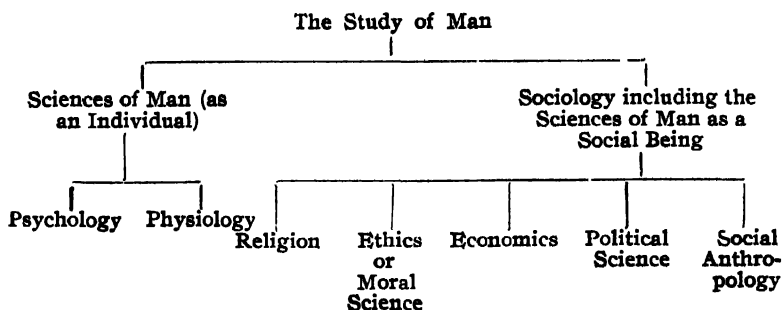 The Study of Man
Sciences of Man (as
an Individual)
Sociology including the
Sciences of Man as a
Social Being
Psychology
Physiology
Religion
Ethics
or
Moral
Science
Economics
Political
Science
Social
Anthro-
pology